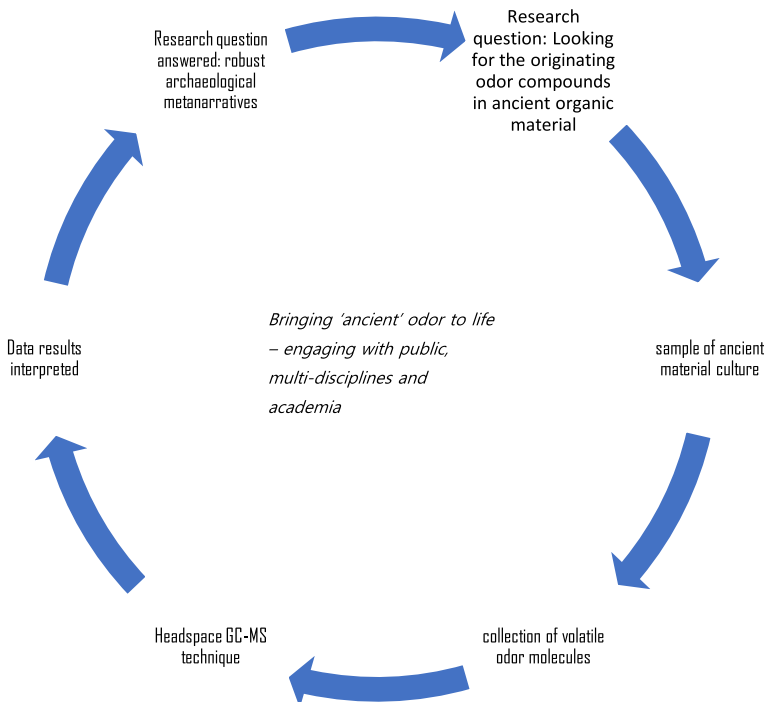 Research
question: Looking
for the originating
odor compounds
in ancient organic
material
sample of ancient
material culture
collection of volatile
odor molecules
Headspace GC-MS
technique
Data results
interpreted
Research question
answered: robust
archaeological
metanarratives
Bringing ‘ancient’ odor to life
– engaging with public,
multi-disciplines and
academia